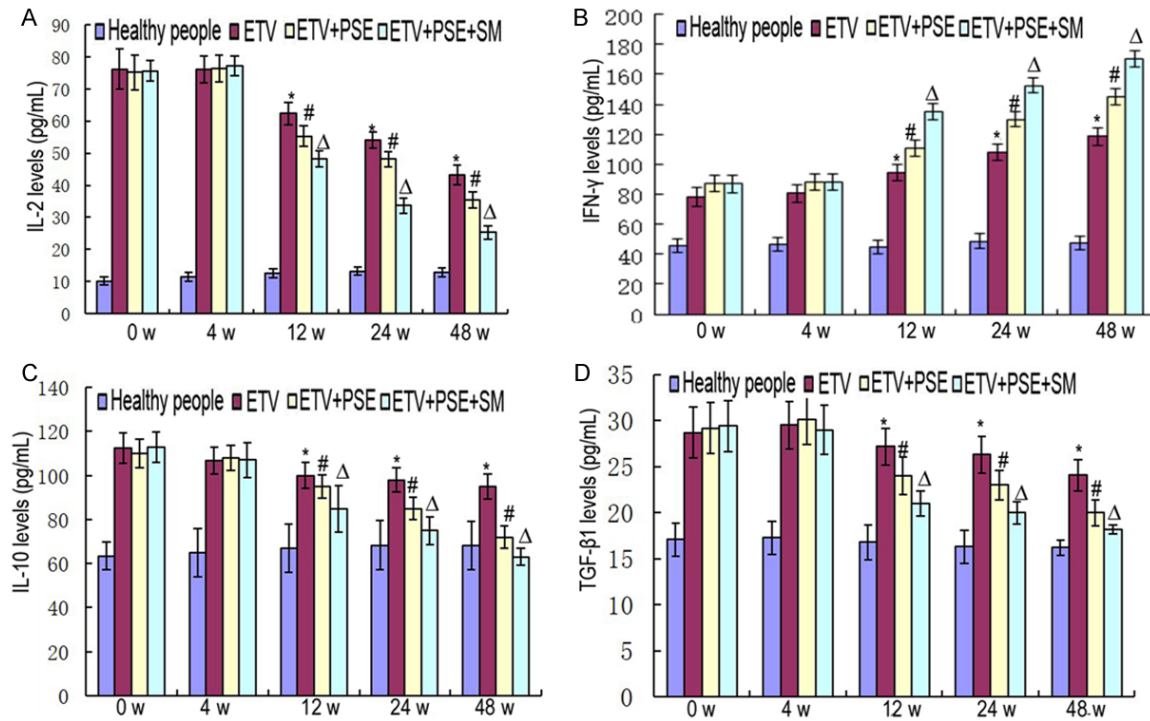 A
Healthy people ETV ETV+PSE ETV+PSE+SM
IL-2 levels (pg/mL)
90
80
70
60
50
40
30
20
10
0
* # Δ
* # Δ
* # Δ
0 w 4 w 12 w 24 w 48 w
B
Healthy people ETV ETV+PSE ETV+PSE+SM
IFN-γ levels (pg/mL)
200
180
160
140
120
100
80
60
40
20
0
* # Δ
* # Δ
* # Δ
0 w 4 w 12 w 24 w 48 w
C
Healthy people ETV ETV+PSE ETV+PSE+SM
IL-10 levels (pg/mL)
140
120
100
80
60
40
20
0
* # Δ
* # Δ
* # Δ
0 w 4 w 12 w 24 w 48 w
D
Healthy people ETV ETV+PSE ETV+PSE+SM
TGF-β1 levels (pg/mL)
35
30
25
20
15
10
5
0
* # Δ
* # Δ
* # Δ
0 w 4 w 12 w 24 w 48.w